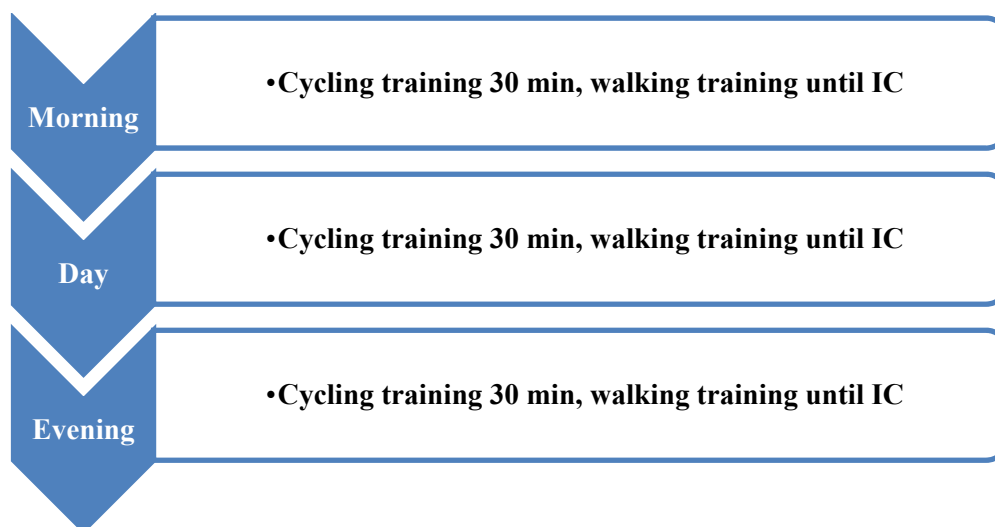 Morning
•Cycling training 30 min, walking training until IC
Day
•Cycling training 30 min, walking training until IC
Evening
•Cycling training 30 min, walking training until IC